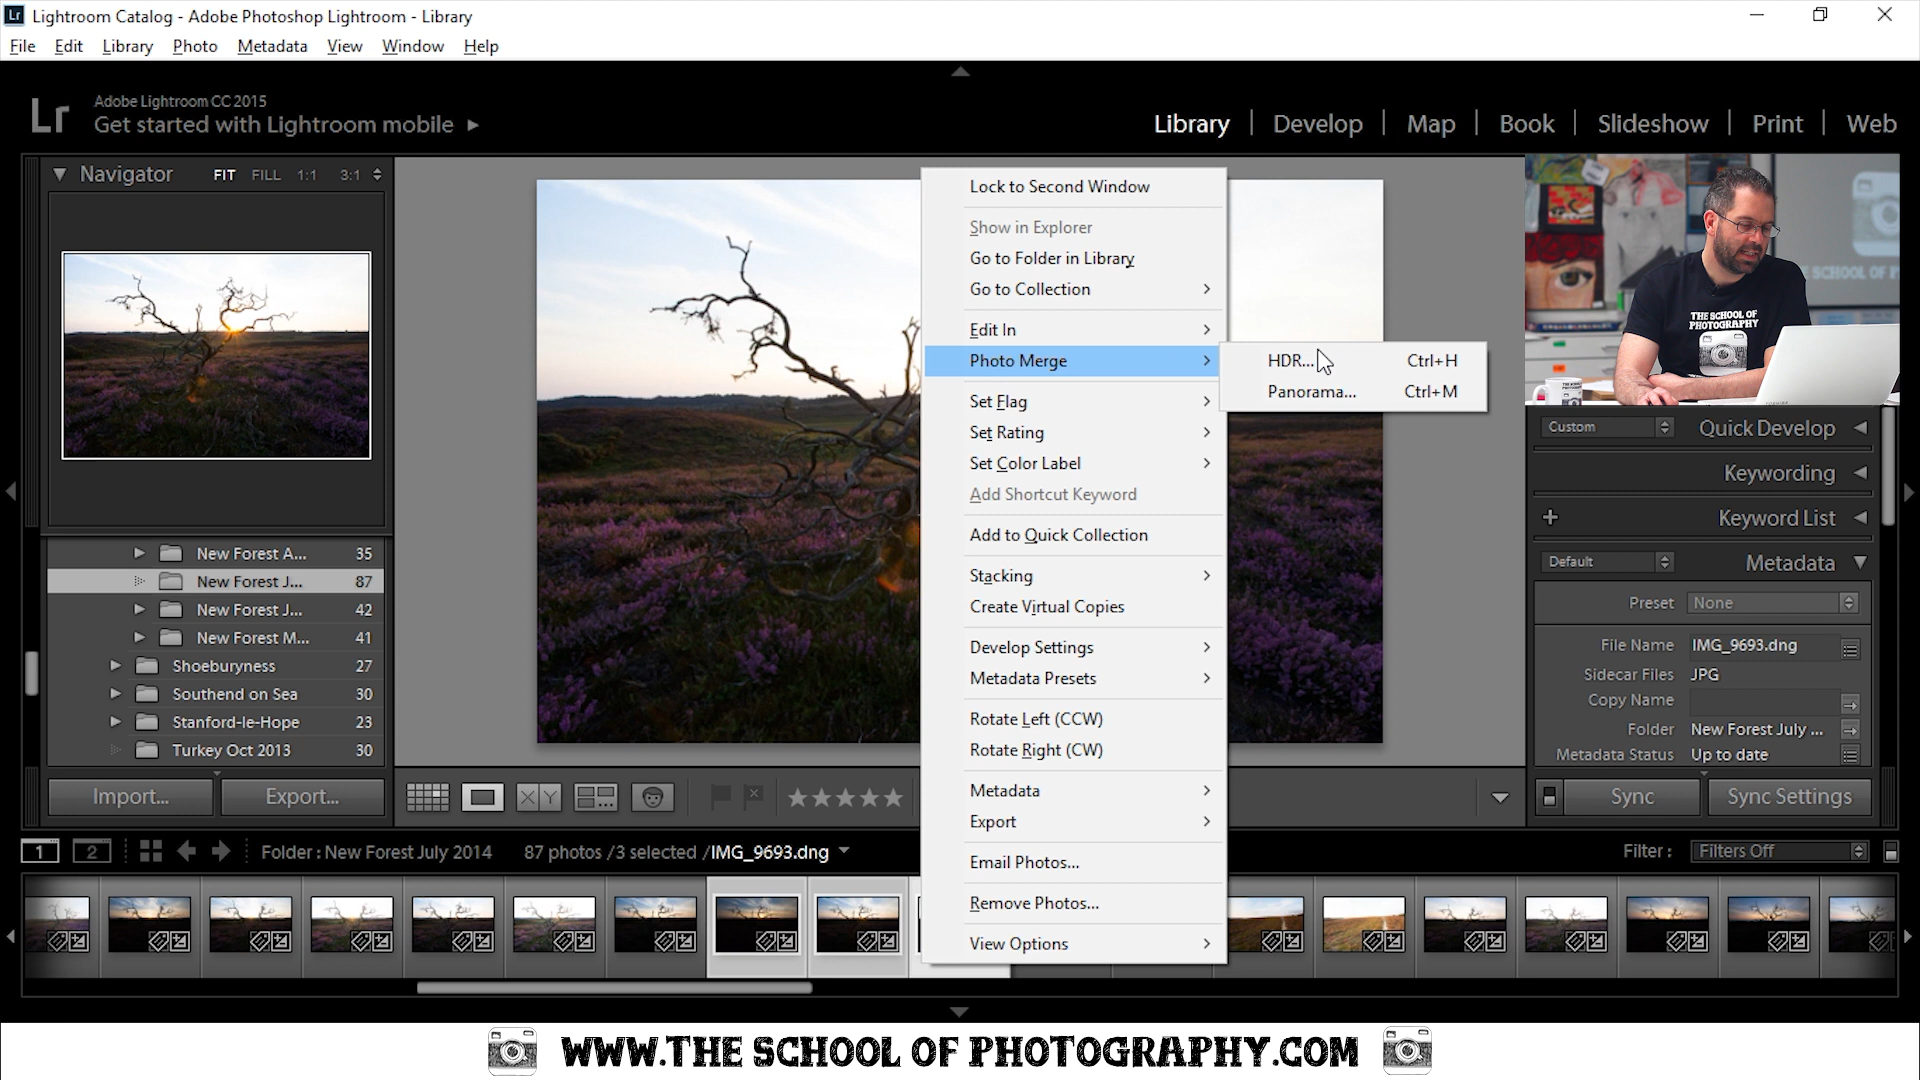 Lr Lightroom Catalog - Adobe Photoshop Lightroom - Library
File Edit Library Photo Metadata View Window Help
Lr
Adobe Lightroom CC 2015
Get started with Lightroom mobile
Library | Develop | Map | Book | Slideshow | Print | Web
Navigator FIT FILL 1:1 3:1
Lock to Second Window
Show in Explorer
Go to Folder in Library
Go to Collection
Edit In
Photo Merge
HDR... Ctrl+H
Panorama... Ctrl+M
Set Flag
Set Rating
Set Color Label
Add Shortcut Keyword
Add to Quick Collection
Stacking
Create Virtual Copies
Develop Settings
Metadata Presets
Rotate Left (CCW)
Rotate Right (CW)
Metadata
Export
Email Photos...
Remove Photos...
View Options
THE SCHOOL OF
PHOTOGRAPHY
THE SCHOOL OF
Custom Quick Develop
Keywording
Keyword List
Default Metadata
Preset None
File Name IMG_9693.dng
Sidecar Files JPG
Copy Name
Folder New Forest July ...
Metadata Status Up to date
Sync Sync Settings
New Forest A... 35
New Forest J... 87
New Forest J... 42
New Forest M... 41
Shoeburyness 27
Southend on Sea 30
Stanford-le-Hope 23
Turkey Oct 2013 30
Import... Export...
X Y
1 2 Folder : New Forest July 2014 87 photos /3 selected /IMG_9693.dng
Filter : Filters Off
WWW.THE SCHOOL OF PHOTOGRAPHY.COM